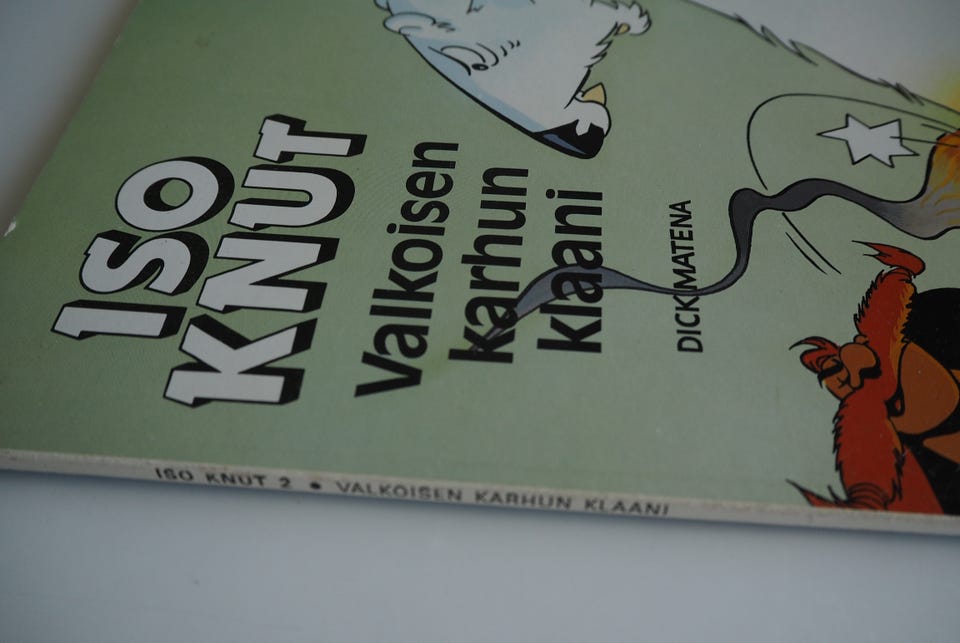 ISO
KNUT
Valkoisen
karhun
klaani
DICK MATENA
ISO KNUT 2 • VALKOISEN KARHUN KLAANI